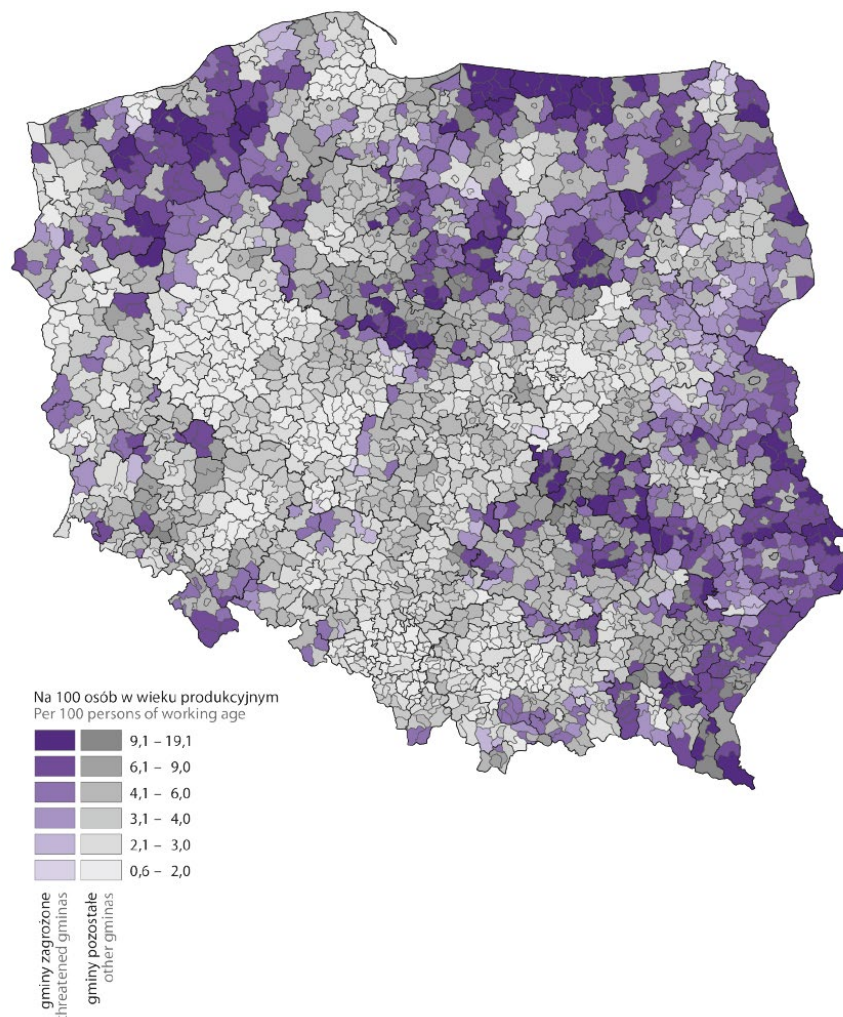 Na 100 osób w wieku produkcyjnym
Per 100 persons of working age
9,1 – 19,1
6,1 – 9,0
4,1 – 6,0
3,1 – 4,0
2,1 – 3,0
0,6 – 2,0
gminy zagrożone
threatened gminas
gminy pozostałe
other gminas